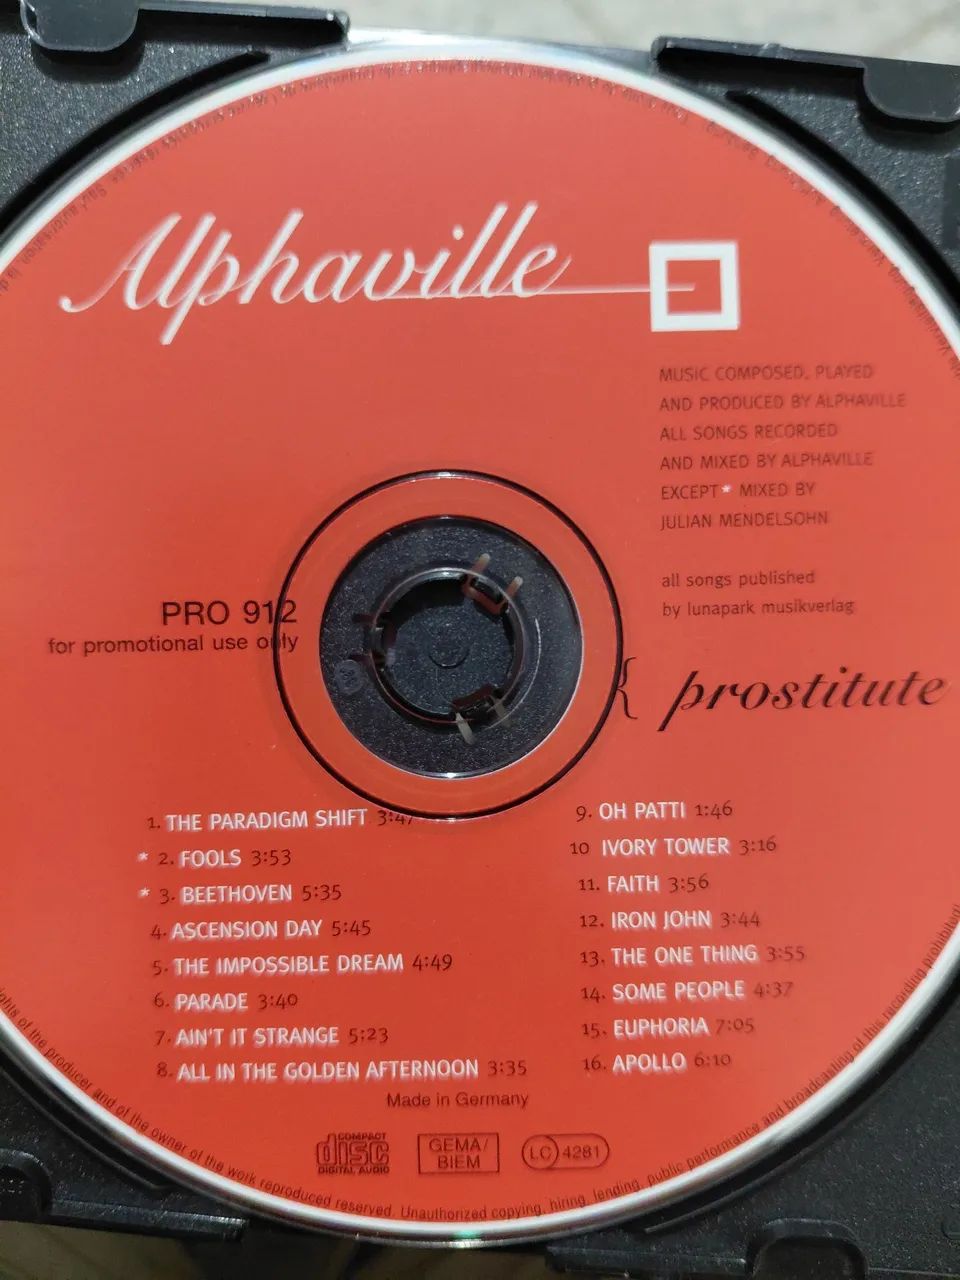 Alphaville
MUSIC COMPOSED, PLAYED
AND PRODUCED BY ALPHAVILLE
ALL SONGS RECORDED
AND MIXED BY ALPHAVILLE
EXCEPT * MIXED BY
JULIAN MENDELSOHN
all songs published
by lunapark musikverlag
PRO 912
for promotional use only
{ prostitute
1. THE PARADIGM SHIFT 3:47
* 2. FOOLS 3:53
* 3. BEETHOVEN 5:35
4. ASCENSION DAY 5:45
5. THE IMPOSSIBLE DREAM 4:49
6. PARADE 3:40
7. AIN'T IT STRANGE 5:23
8. ALL IN THE GOLDEN AFTERNOON 3:35
9. OH PATTI 1:46
10 IVORY TOWER 3:16
11. FAITH 3:56
12. IRON JOHN 3:44
13. THE ONE THING 3:55
14. SOME PEOPLE 4:37
15. EUPHORIA 7:05
16. APOLLO 6:10
Made in Germany
COMPACT
disc
DIGITAL AUDIO
GEMA/
BIEM
LC 4281
of the producer and of the owner of the work reproduced reserved. Unauthorized copying, hiring, lending, public performance and broadcasting of this recording prohibited